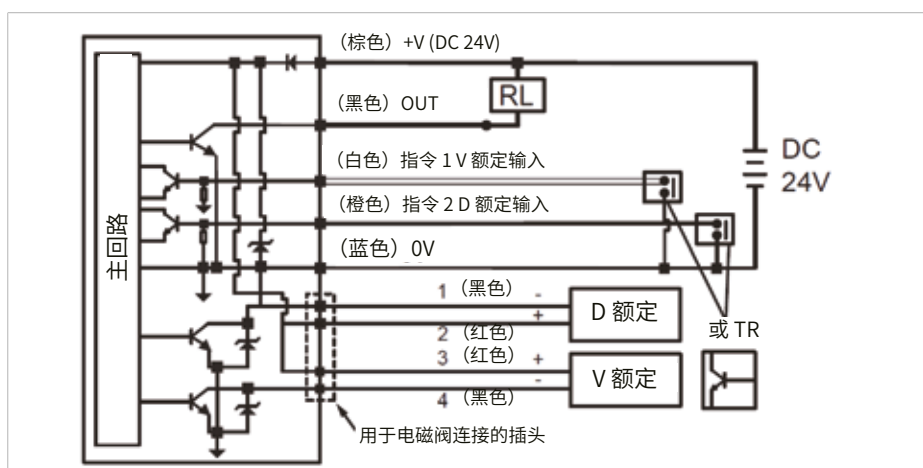 （棕色）+V (DC 24V)
RL
（黑色）OUT
（白色）指令 1 V 额定输入
（橙色）指令 2 D 额定输入
（蓝色）0V
DC
24V
主回路
1（黑色） -
+
2（红色）
D 额定
3（红色） +
-
4（黑色）
V 额定
或 TR
用于电磁阀连接的插头